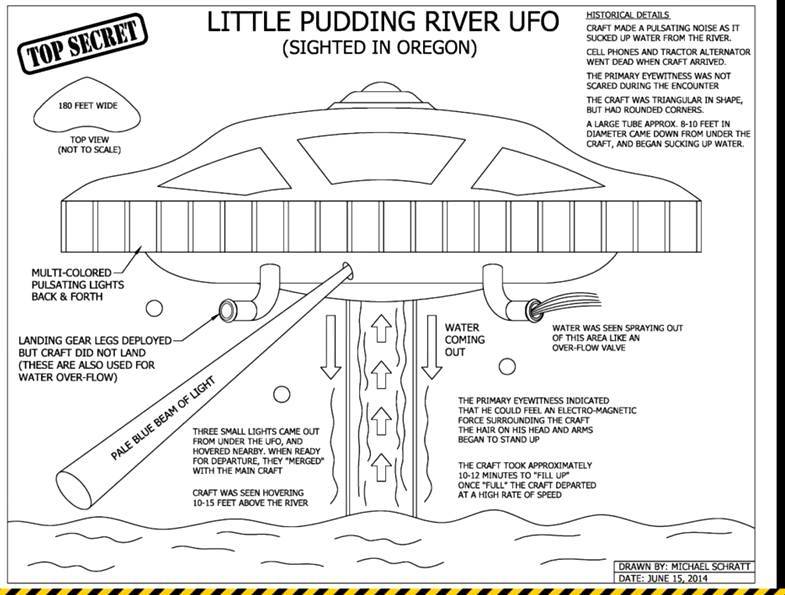 TOP SECRET
LITTLE PUDDING RIVER UFO
(SIGHTED IN OREGON)
HISTORICAL DETAILS
CRAFT MADE A PULSATING NOISE AS IT
SUCKED UP WATER FROM THE RIVER.
CELL PHONES AND TRACTOR ALTERNATOR
WENT DEAD WHEN CRAFT ARRIVED.
THE PRIMARY EYEWITNESS WAS NOT
SCARED DURING THE ENCOUNTER
THE CRAFT WAS TRIANGULAR IN SHAPE,
BUT HAD ROUNDED CORNERS.
A LARGE TUBE APPROX. 8-10 FEET IN
DIAMETER CAME DOWN FROM UNDER THE
CRAFT, AND BEGAN SUCKING UP WATER.
180 FEET WIDE
TOP VIEW
(NOT TO SCALE)
MULTI-COLORED
PULSATING LIGHTS
BACK & FORTH
LANDING GEAR LEGS DEPLOYED
BUT CRAFT DID NOT LAND
(THESE ARE ALSO USED FOR
WATER OVER-FLOW)
PALE BLUE BEAM OF LIGHT
WATER
COMING
OUT
WATER WAS SEEN SPRAYING OUT
OF THIS AREA LIKE AN
OVER-FLOW VALVE
THREE SMALL LIGHTS CAME OUT
FROM UNDER THE UFO, AND
HOVERED NEARBY. WHEN READY
FOR DEPARTURE, THEY "MERGED"
WITH THE MAIN CRAFT
CRAFT WAS SEEN HOVERING
10-15 FEET ABOVE THE RIVER
THE PRIMARY EYEWITNESS INDICATED
THAT HE COULD FEEL AN ELECTRO-MAGNETIC
FORCE SURROUNDING THE CRAFT
THE HAIR ON HIS HEAD AND ARMS
BEGAN TO STAND UP
THE CRAFT TOOK APPROXIMATELY
10-12 MINUTES TO "FILL UP"
ONCE "FULL" THE CRAFT DEPARTED
AT A HIGH RATE OF SPEED
DRAWN BY: MICHAEL SCHRATT
DATE: JUNE 15, 2014